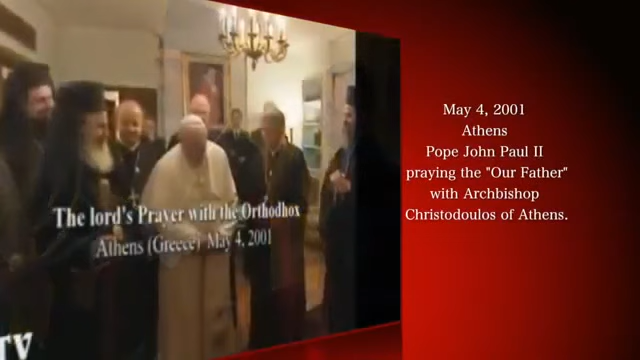 The lord's Prayer with the Orthodox
Athens (Greece) May 4, 2001
TV
May 4, 2001
Athens
Pope John Paul II
praying the "Our Father"
with Archbishop
Christodoulos of Athens.